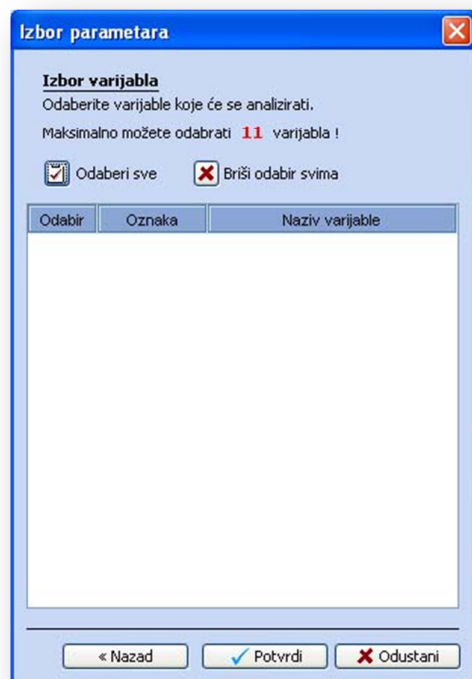 Izbor parametara
Izbor varijabla
Odaberite varijable koje će se analizirati.
Maksimalno možete odabrati 11 varijabla !
Odaberi sve Briši odabir svima
Odabir Oznaka Naziv varijable
« Nazad Potvrdi Odustani